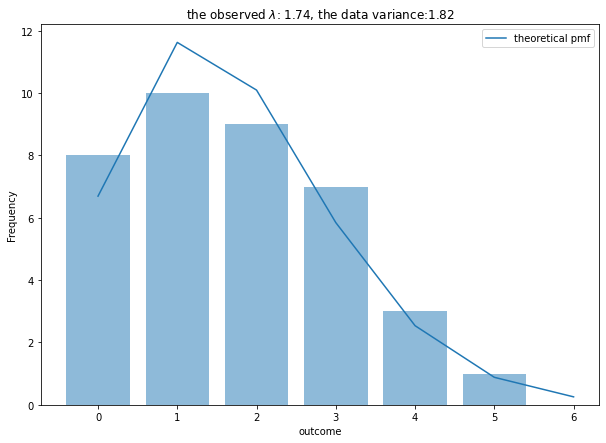 the observed λ: 1.74, the data variance:1.82
theoretical pmf
12
10
8
6
4
2
0
Frequency
0 1 2 3 4 5 6
outcome